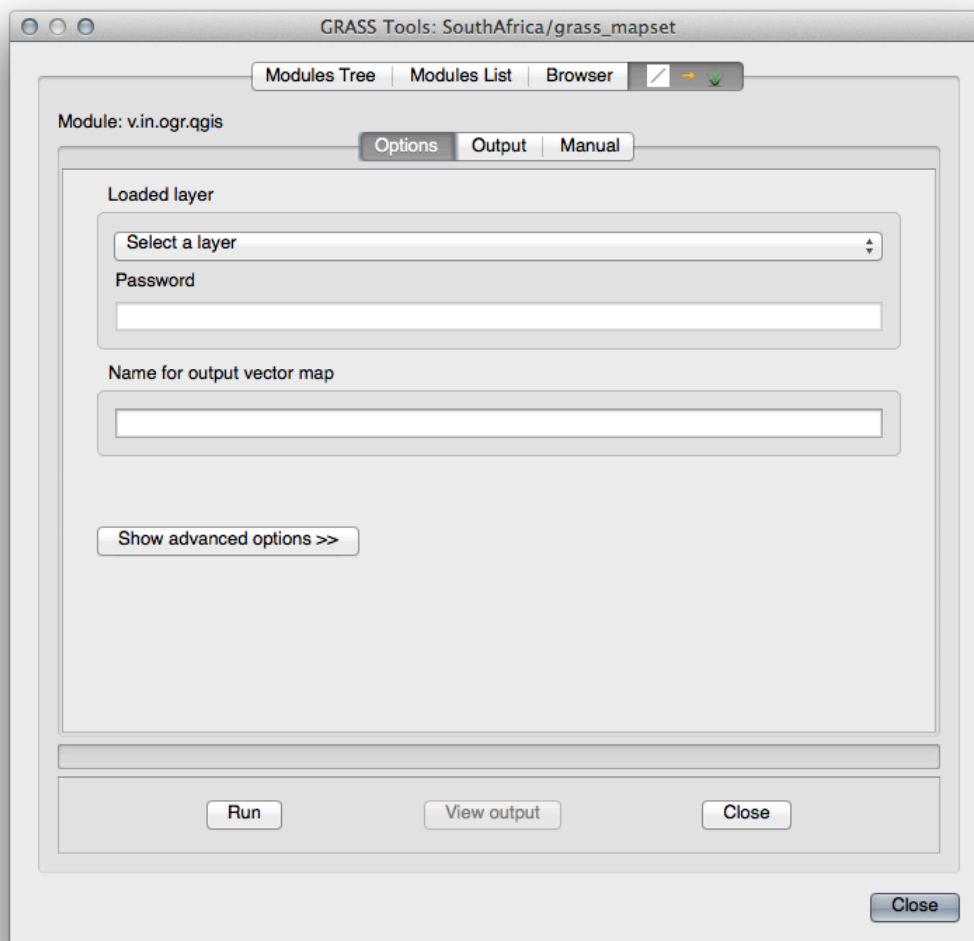 GRASS Tools: SouthAfrica/grass_mapset
Modules Tree Modules List Browser
Module: v.in.ogr.qgis
Options Output Manual
Loaded layer
Select a layer
Password
Name for output vector map
Show advanced options >>
Run View output Close
Close